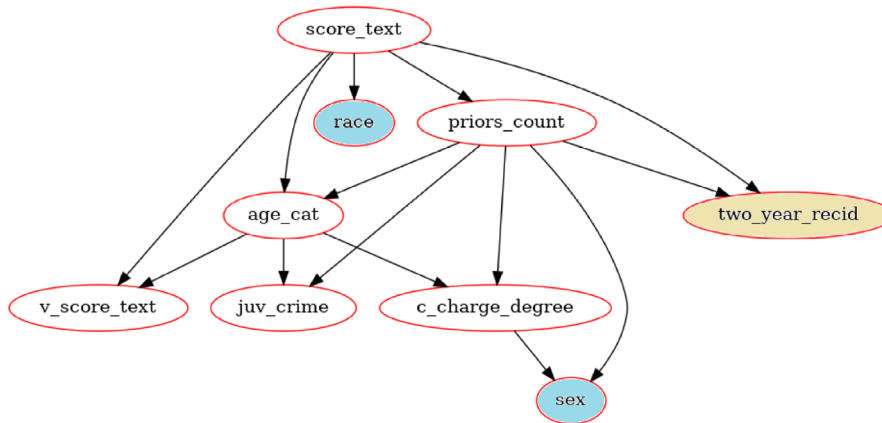 score_text
race
priors_count
age_cat
two_year_recid
v_score_text
juv_crime
c_charge_degree
sex